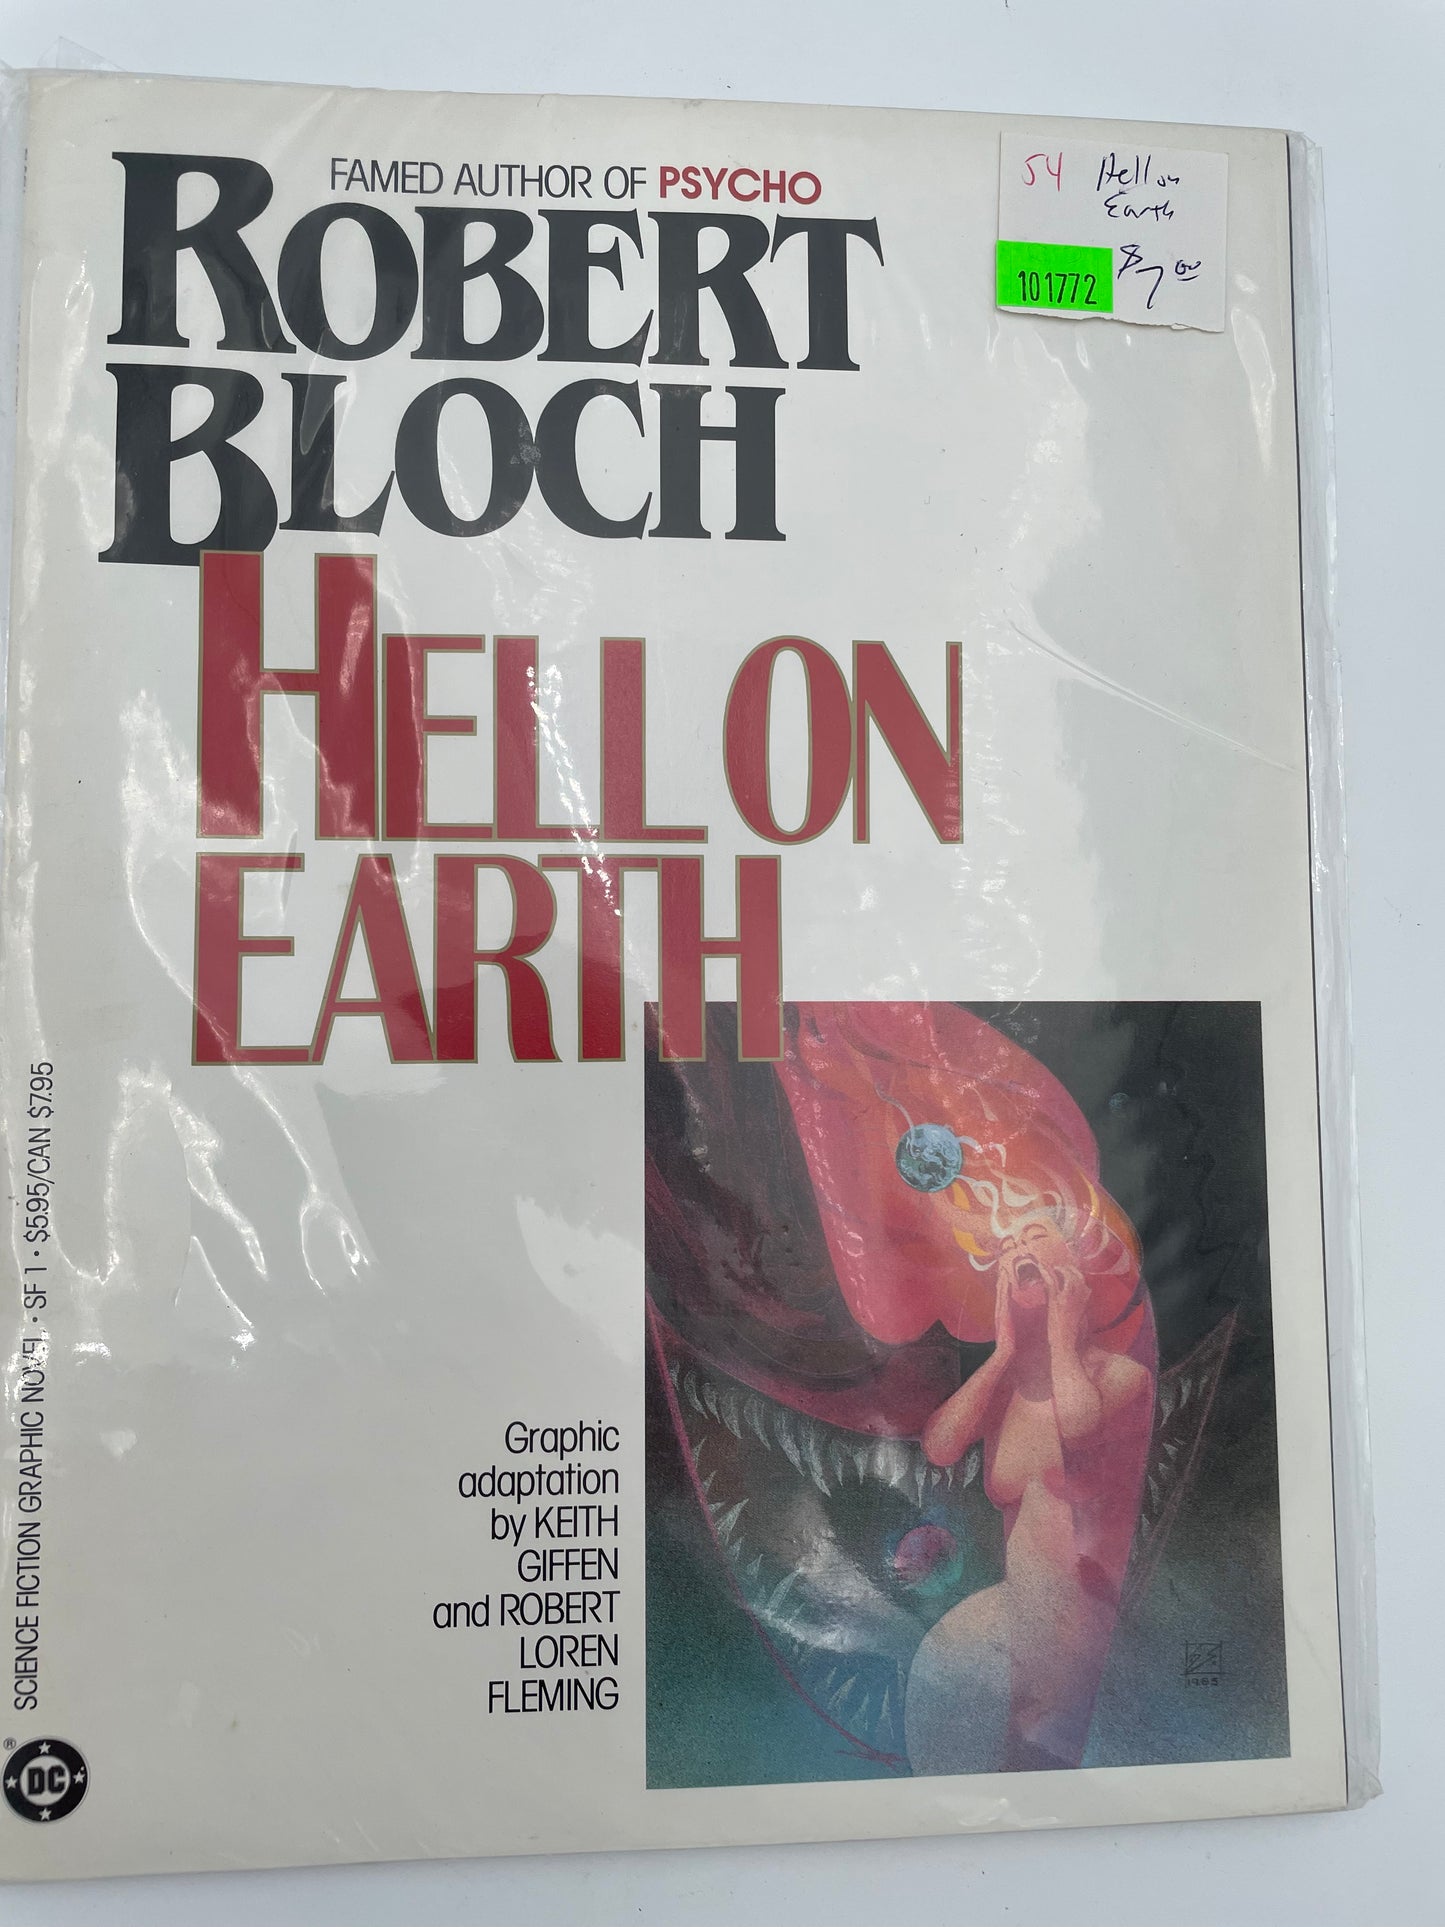 FAMED AUTHOR OF PSYCHO
ROBERT
BLOCH
HELL ON
EARTH
54 Hell on
Earth
$7.00
101772
Graphic
adaptation
by KEITH
GIFFEN
and ROBERT
LOREN
FLEMING
SCIENCE FICTION GRAPHIC NOVEL • SF 1 • $5.95/CAN $7.95
®
DC
1985